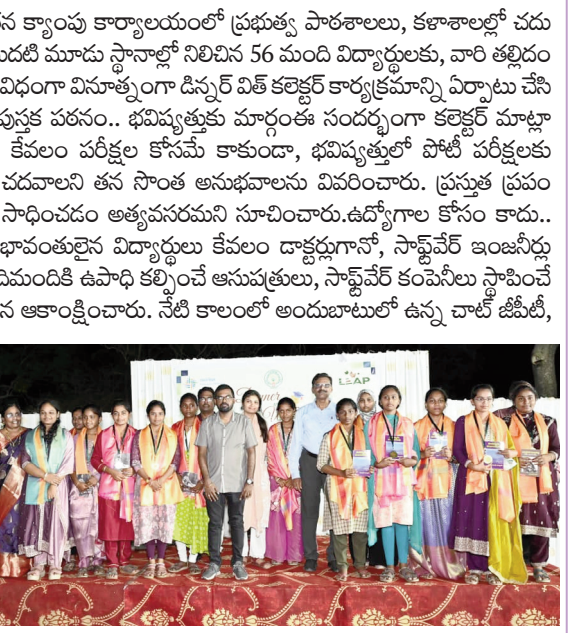 న క్యాంపు కార్యాలయంలో ప్రభుత్వ పాఠశాలలు, కళాశాలల్లో చదు
ుదటి మూడు స్థానాల్లో నిలిచిన 56 మంది విద్యార్థులకు, వారి తల్లిదం
విధంగా వినూత్నంగా డిన్నర్ విత్ కలెక్టర్ కార్యక్రమాన్ని ఏర్పాటు చేసి
పుస్తక పఠనం.. భవిష్యత్తుకు మార్గంఈ సందర్భంగా కలెక్టర్ మాట్లా
కేవలం పరీక్షల కోసమే కాకుండా, భవిష్యత్తులో పోటీ పరీక్షలకు
చదవాలని తన సొంత అనుభవాలను వివరించారు. ప్రస్తుత ప్రపం
సాధించడం అత్యవసరమని సూచించారు.ఉద్యోగాల కోసం కాదు..
భావంతులైన విద్యార్థులు కేవలం డాక్టర్లుగానో, సాఫ్ట్‌వేర్ ఇంజనీర్లు
దిమందికి ఉపాధి కల్పించే ఆసుపత్రులు, సాఫ్ట్‌వేర్ కంపెనీలు స్థాపించే
న ఆకాంక్షించారు. నేటి కాలంలో అందుబాటులో ఉన్న చాట్ జీపీటీ,
LEAP